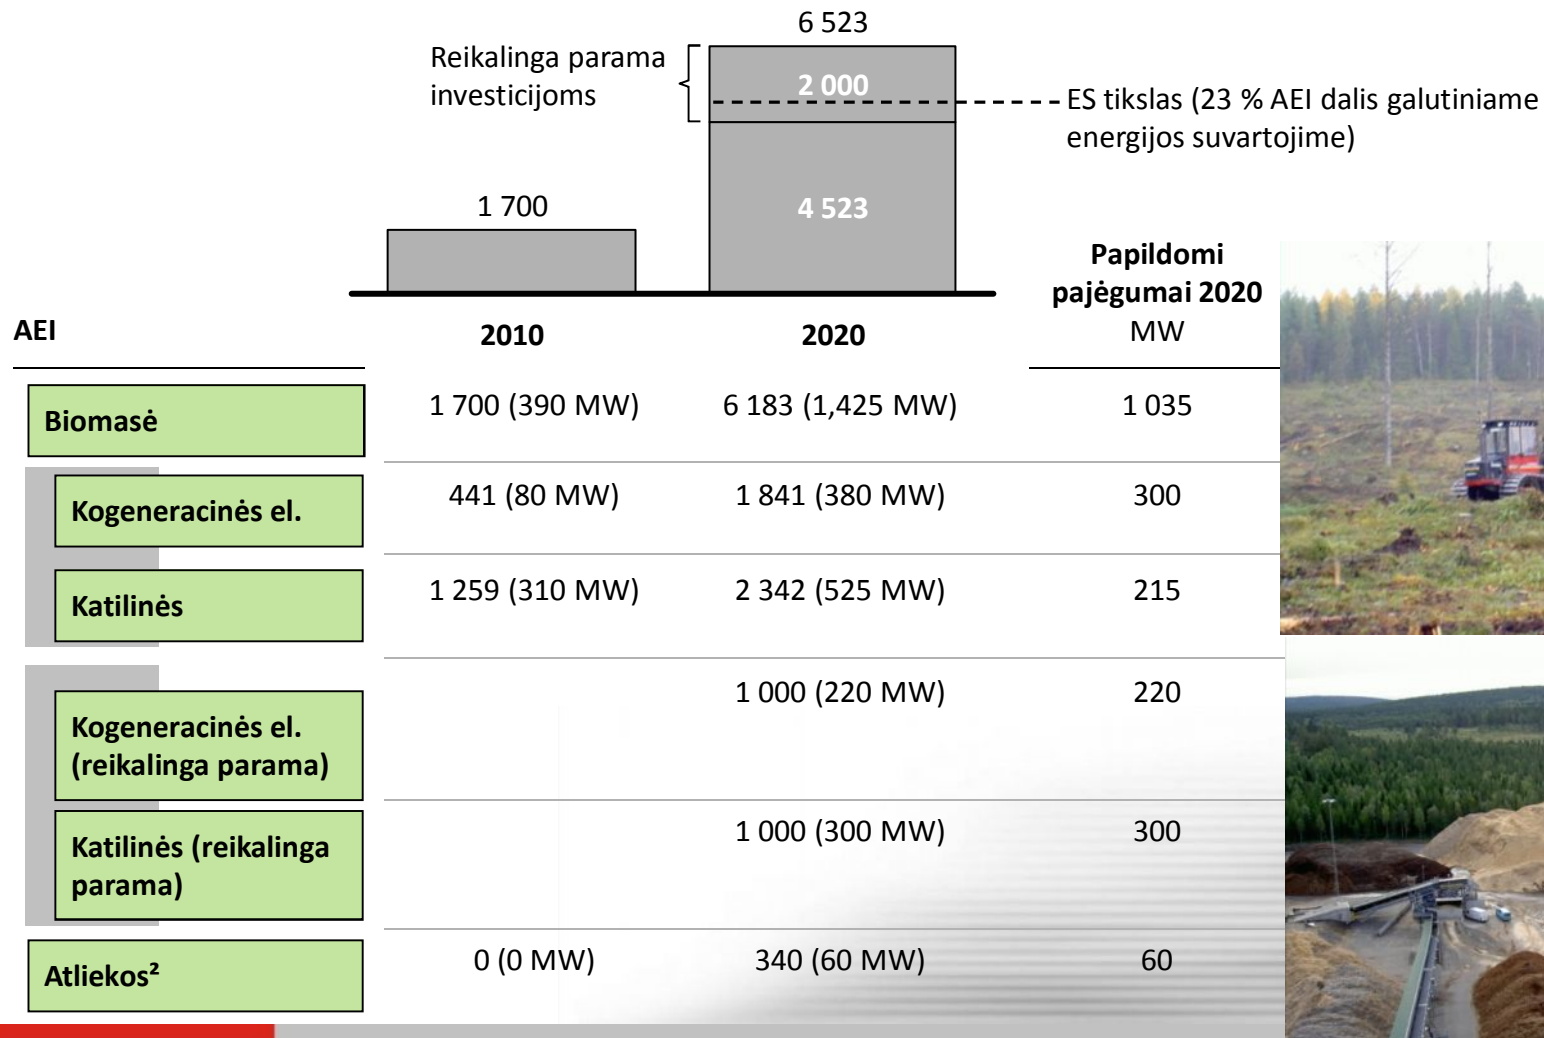 6 523
Reikalinga parama
investicijoms
2 000
ES tikslas (23 % AEI dalis galutiniame
energijos suvartojime)
1 700
4 523
Papildomi
pajėgumai 2020
MW
AEI
2010
2020
Biomasė
1 700 (390 MW)
6 183 (1,425 MW)
1 035
Kogeneracinės el.
441 (80 MW)
1 841 (380 MW)
300
Katilinės
1 259 (310 MW)
2 342 (525 MW)
215
Kogeneracinės el.
(reikalinga parama)
1 000 (220 MW)
220
Katilinės (reikalinga
parama)
1 000 (300 MW)
300
Atliekos²
0 (0 MW)
340 (60 MW)
60